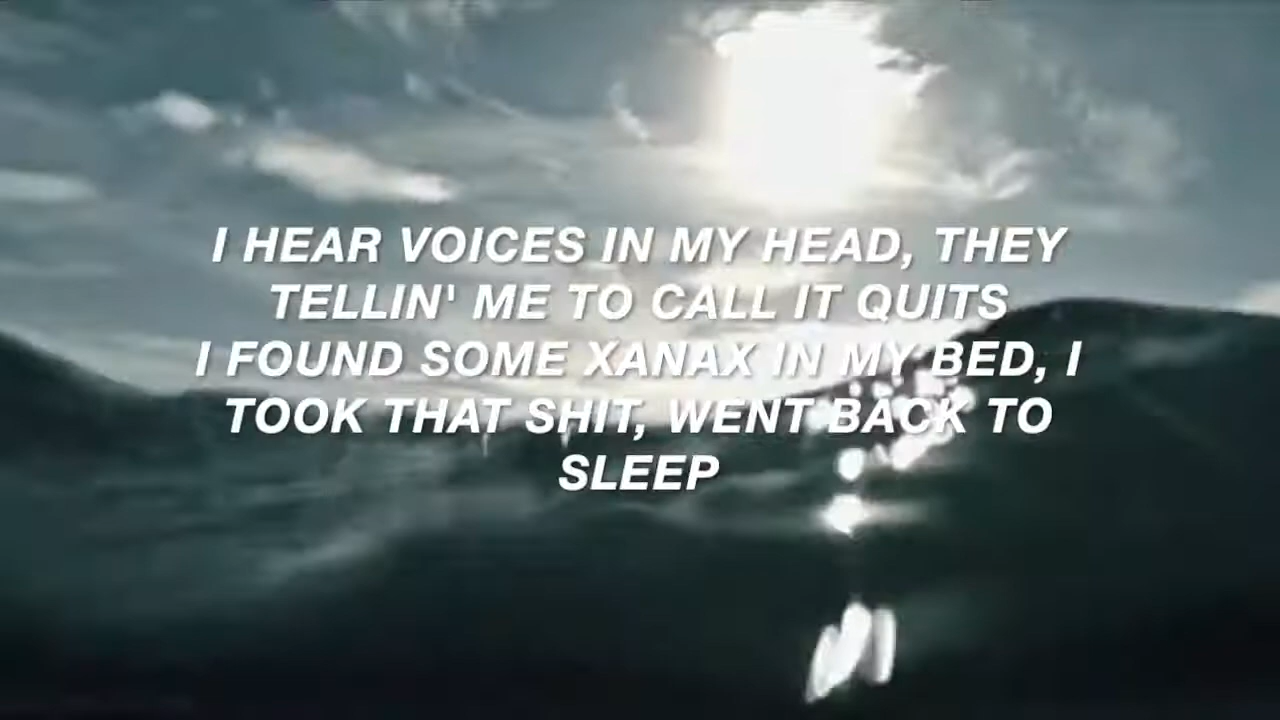 I HEAR VOICES IN MY HEAD, THEY
TELLIN' ME TO CALL IT QUITS
I FOUND SOME XANAX IN MY BED, I
TOOK THAT SHIT, WENT BACK TO
SLEEP